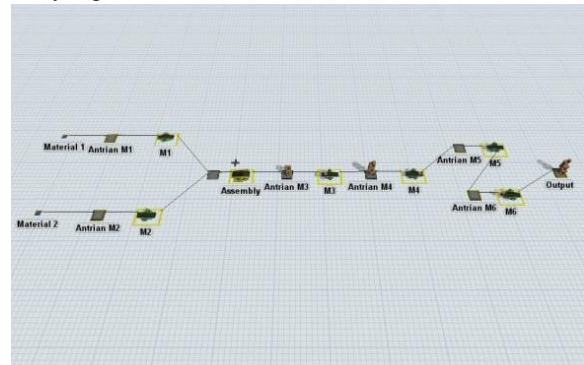 Material 1
Antrian M1
M1
Material 2
Antrian M2
M2
Assembly
Antrian M3
M3
Antrian M4
M4
Antrian M5
M5
Antrian M6
M6
Output